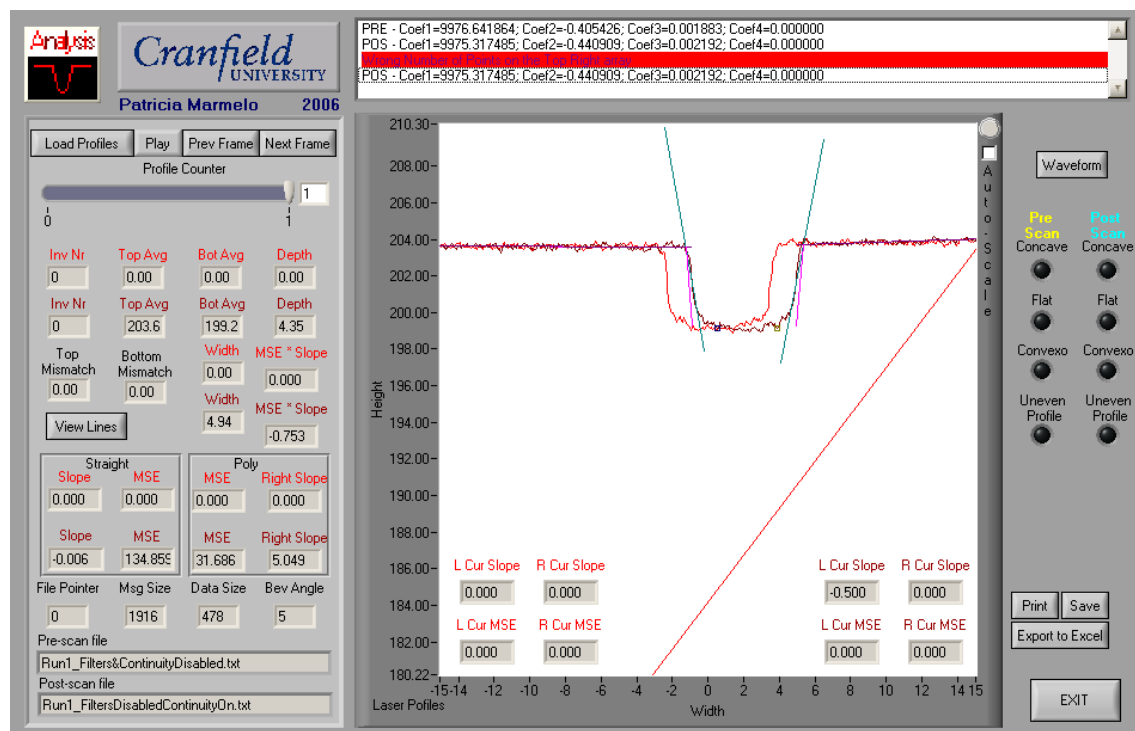 Analysis
Cranfield
UNIVERSITY
Patricia Marmelo 2006
PRE - Coef1=9976.641864; Coef2=-0.405426; Coef3=0.001883; Coef4=0.000000
POS - Coef1=9975.317485; Coef2=-0.440909; Coef3=0.002192; Coef4=0.000000
Wrong Number of Points on the Top Right array
POS - Coef1=9975.317485; Coef2=-0.440909; Coef3=0.002192; Coef4=0.000000
Load Profiles Play Prev Frame Next Frame
Profile Counter
1
0 1
Inv Nr Top Avg Bot Avg Depth
0 0.00 0.00 0.00
Inv Nr Top Avg Bot Avg Depth
0 203.6 199.2 4.35
Top Mismatch Bottom Mismatch Width MSE * Slope
0.00 0.00 0.00 0.000
Width MSE * Slope
4.94 -0.753
View Lines
Straight Poly
Slope MSE MSE Right Slope
0.000 0.000 0.000 0.000
Slope MSE MSE Right Slope
-0.006 134.859 31.686 5.049
File Pointer Msg Size Data Size Bev Angle
0 1916 478 5
Pre-scan file
Run1_Filters&ContinuityDisabled.txt
Post-scan file
Run1_FiltersDisabledContinuityOn.txt
210.30
208.00
206.00
204.00
202.00
200.00
198.00
196.00
194.00
192.00
190.00
188.00
186.00
184.00
182.00
180.22
Height
-15 -14 -12 -10 -8 -6 -4 -2 0 2 4 6 8 10 12 14 15
Laser Pofiles
Width
L Cur Slope R Cur Slope
0.000 0.000
L Cur MSE R Cur MSE
0.000 0.000
L Cur Slope R Cur Slope
-0.500 0.000
L Cur MSE R Cur MSE
0.000 0.000
Auto-Scale
Waveform
Pre Scan Post Scan
Concave Concave
Flat Flat
Convexo Convexo
Uneven Profile Uneven Profile
Print Save
Export to Excel
EXIT